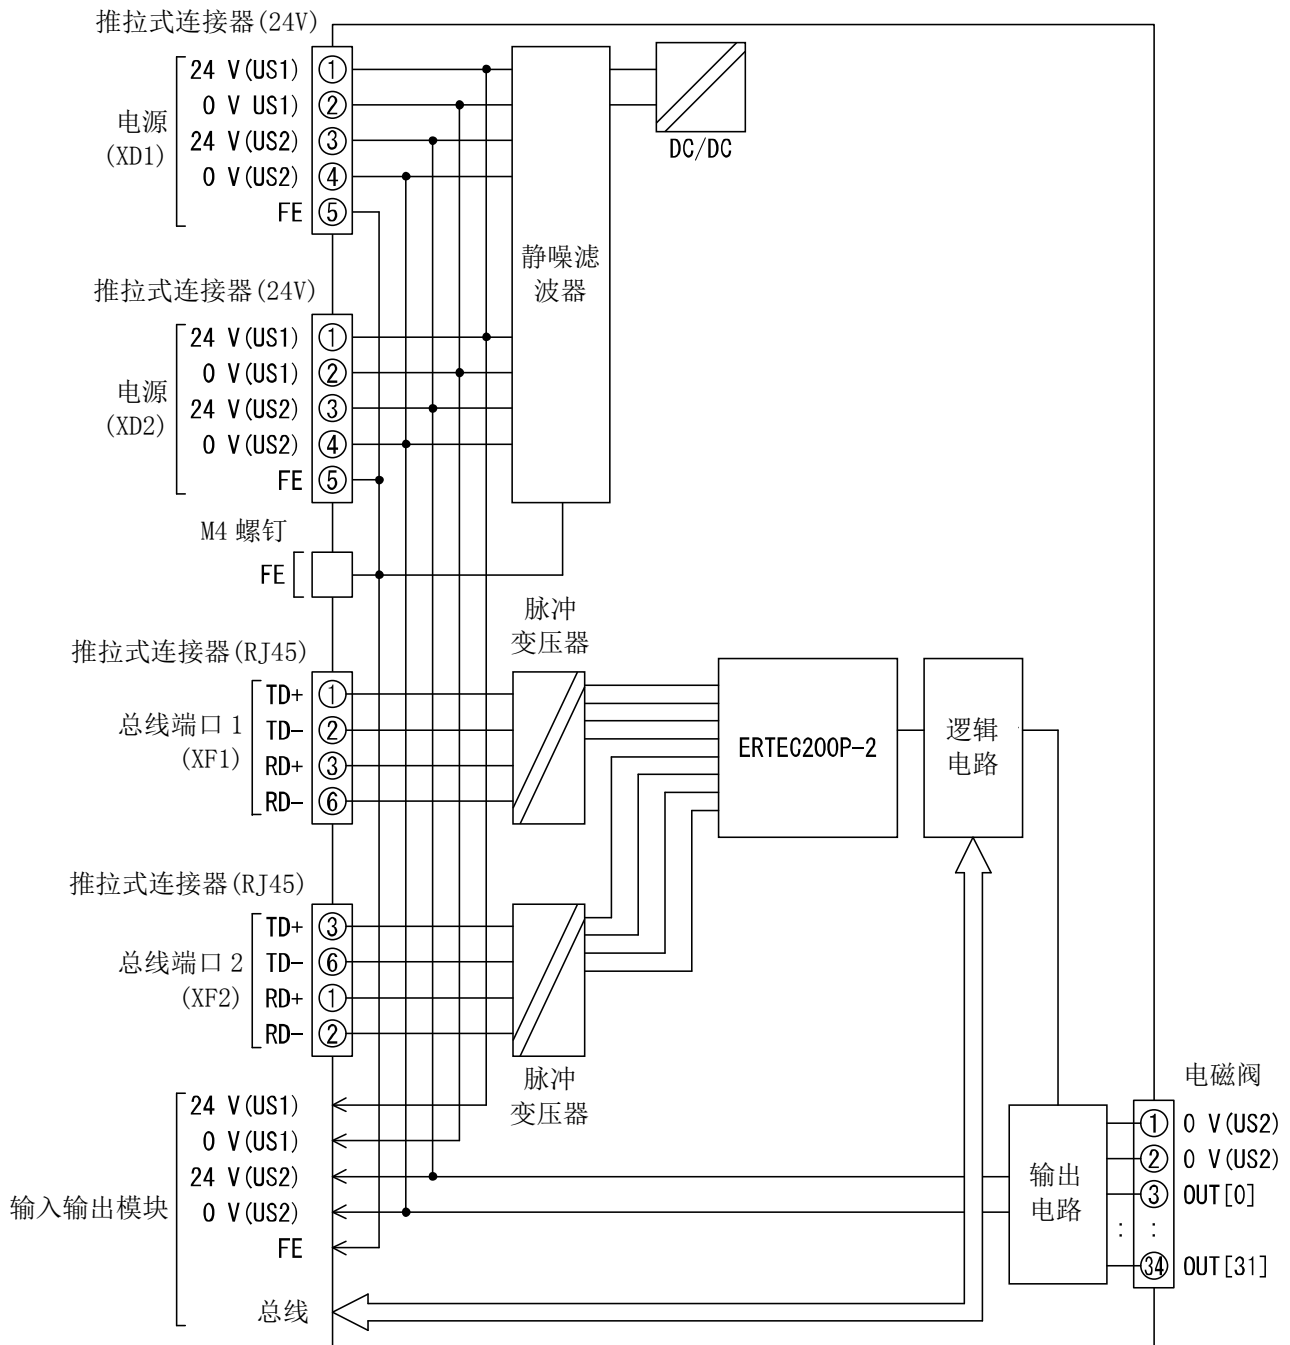 推拉式连接器(24V)
电源
(XD1)
24 V(US1) ①
0 V US1) ②
24 V(US2) ③
0 V(US2) ④
FE ⑤
DC/DC
静噪滤
波器
推拉式连接器(24V)
电源
(XD2)
24 V(US1) ①
0 V(US1) ②
24 V(US2) ③
0 V(US2) ④
FE ⑤
M4 螺钉
FE
推拉式连接器(RJ45)
总线端口 1
(XF1)
TD+ ①
TD- ②
RD+ ③
RD- ⑥
脉冲
变压器
ERTEC200P-2
逻辑
电路
推拉式连接器(RJ45)
总线端口 2
(XF2)
TD+ ③
TD- ⑥
RD+ ①
RD- ②
脉冲
变压器
输入输出模块
24 V(US1)
0 V(US1)
24 V(US2)
0 V(US2)
FE
总线
输出
电路
电磁阀
① 0 V(US2)
② 0 V(US2)
③ OUT[0]
: :
㉞ OUT[31]